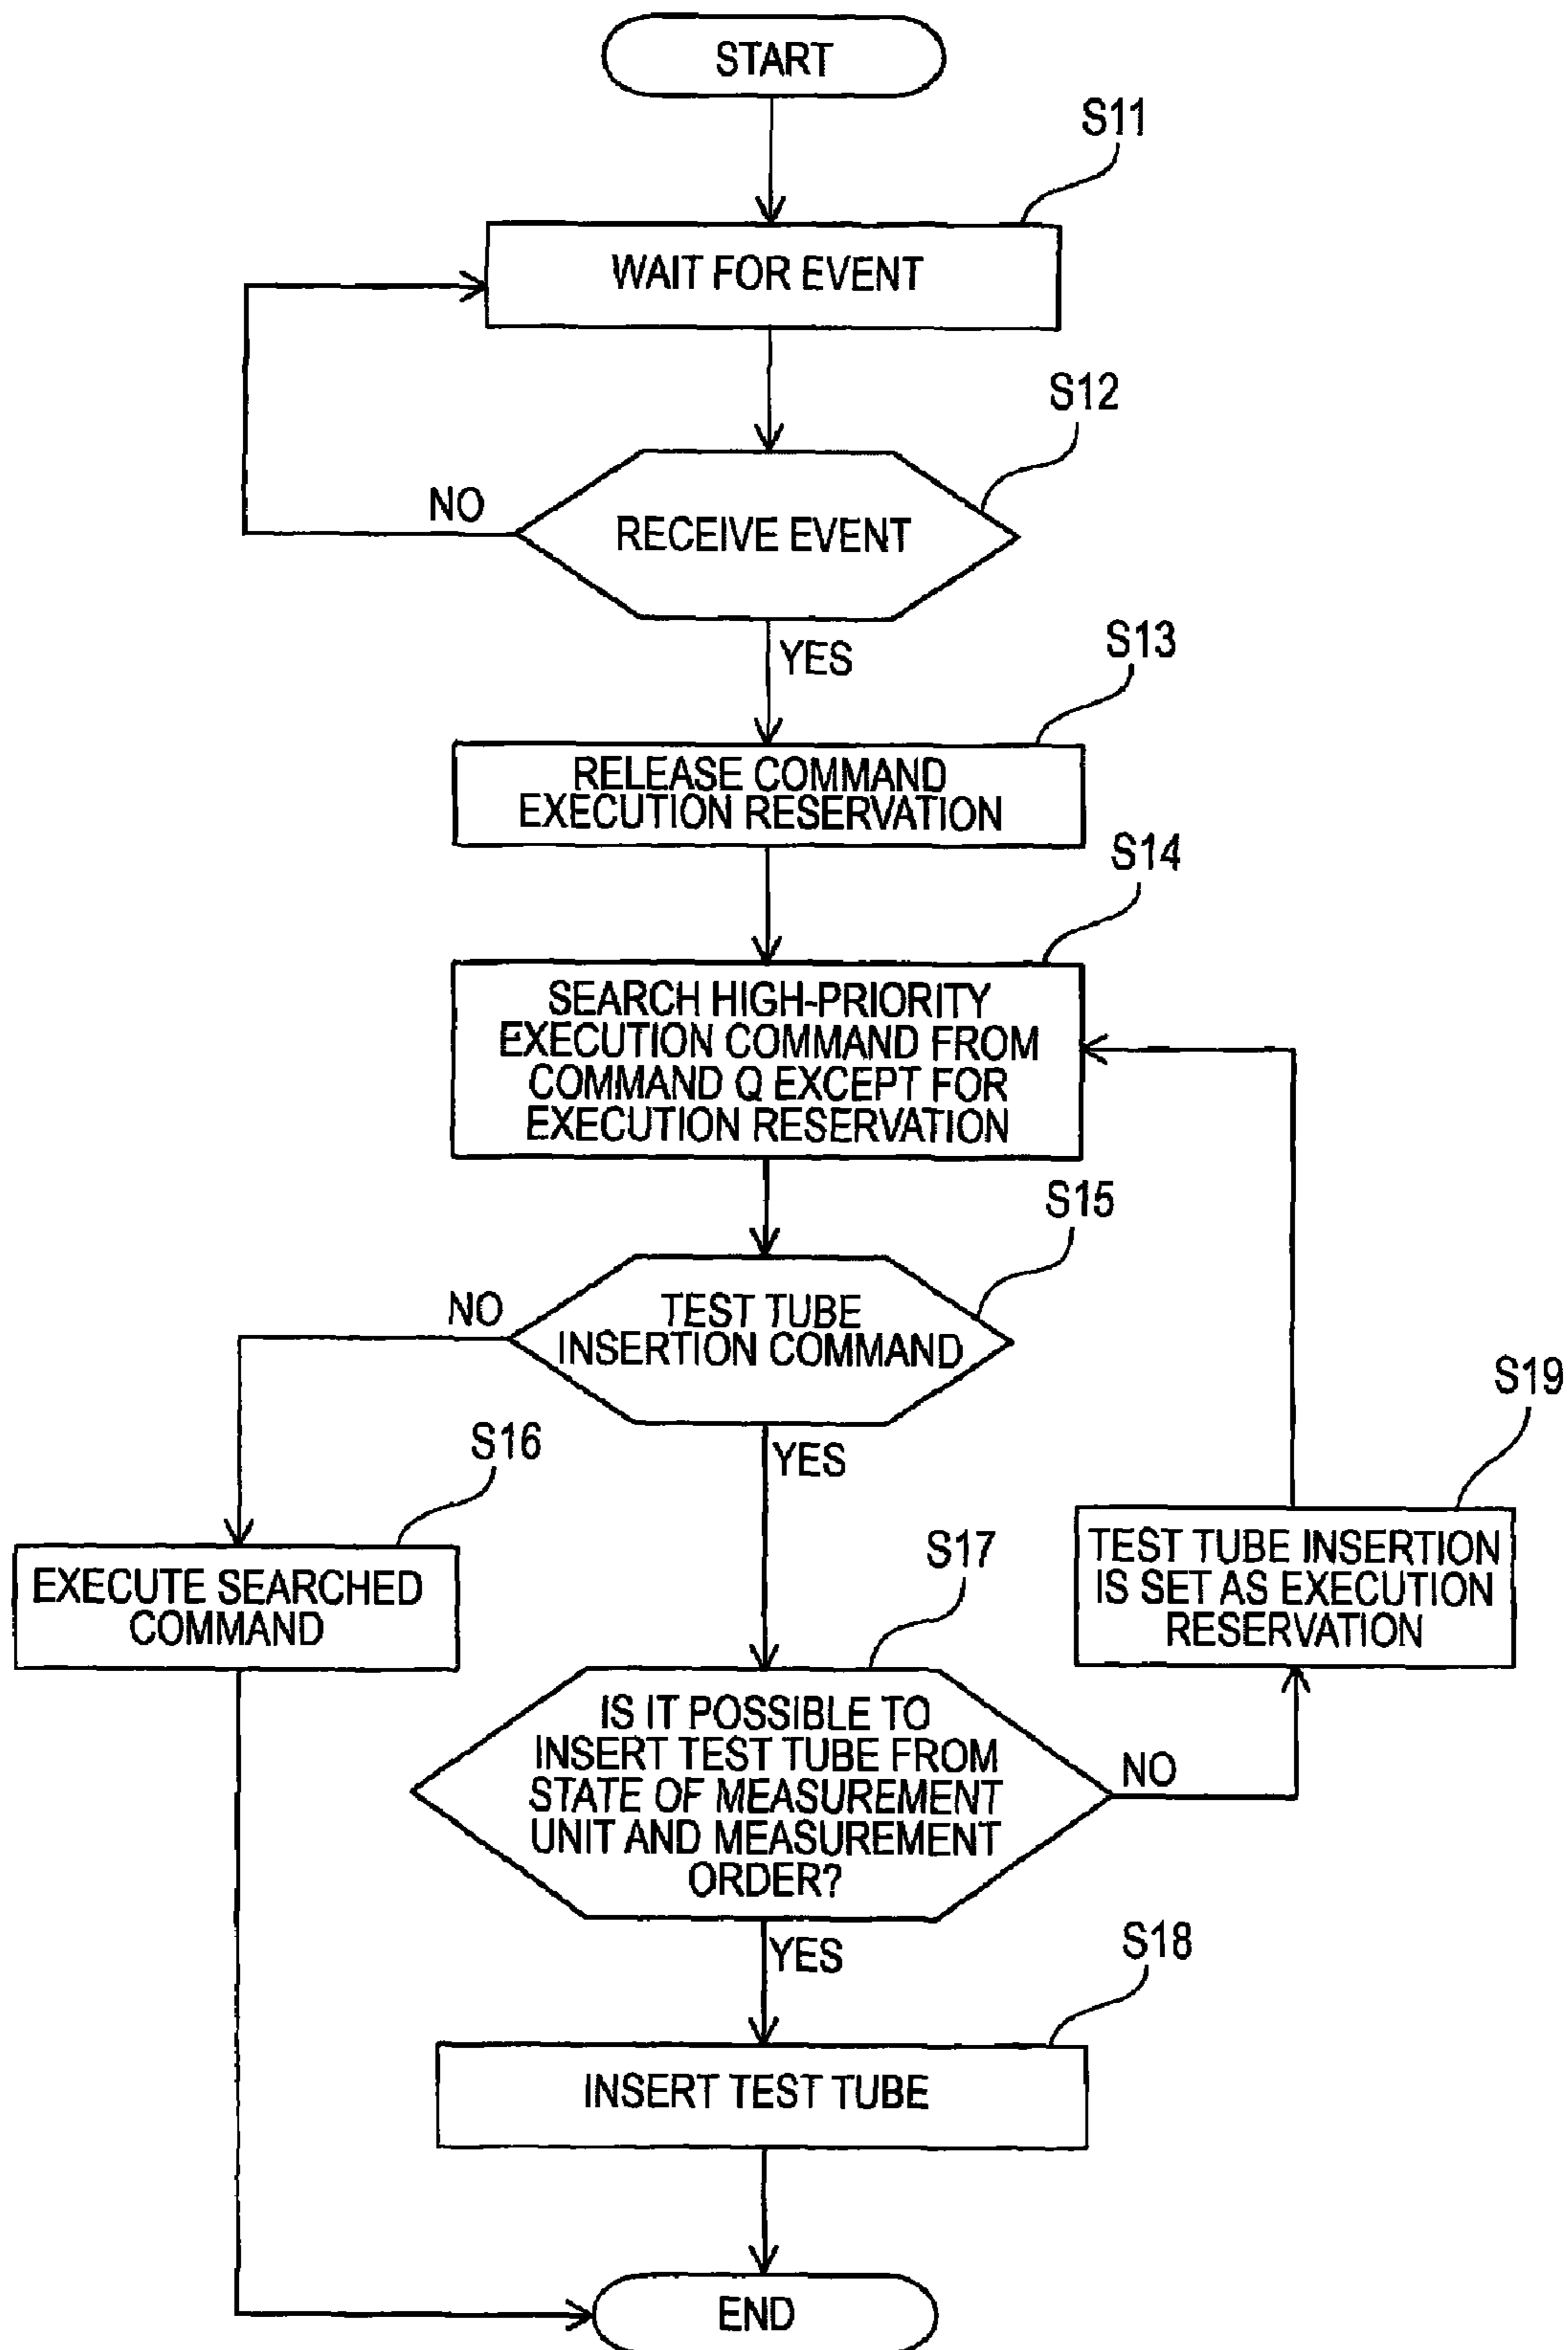 START
S11
WAIT FOR EVENT
S12
NO
RECEIVE EVENT
YES
S13
RELEASE COMMAND
EXECUTION RESERVATION
S14
SEARCH HIGH-PRIORITY
EXECUTION COMMAND FROM
COMMAND Q EXCEPT FOR
EXECUTION RESERVATION
S15
NO
TEST TUBE
INSERTION COMMAND
YES
S16
EXECUTE SEARCHED
COMMAND
S19
TEST TUBE INSERTION
IS SET AS EXECUTION
RESERVATION
S17
IS IT POSSIBLE TO
INSERT TEST TUBE FROM
STATE OF MEASUREMENT
UNIT AND MEASUREMENT
ORDER?
NO
YES
S18
INSERT TEST TUBE
END